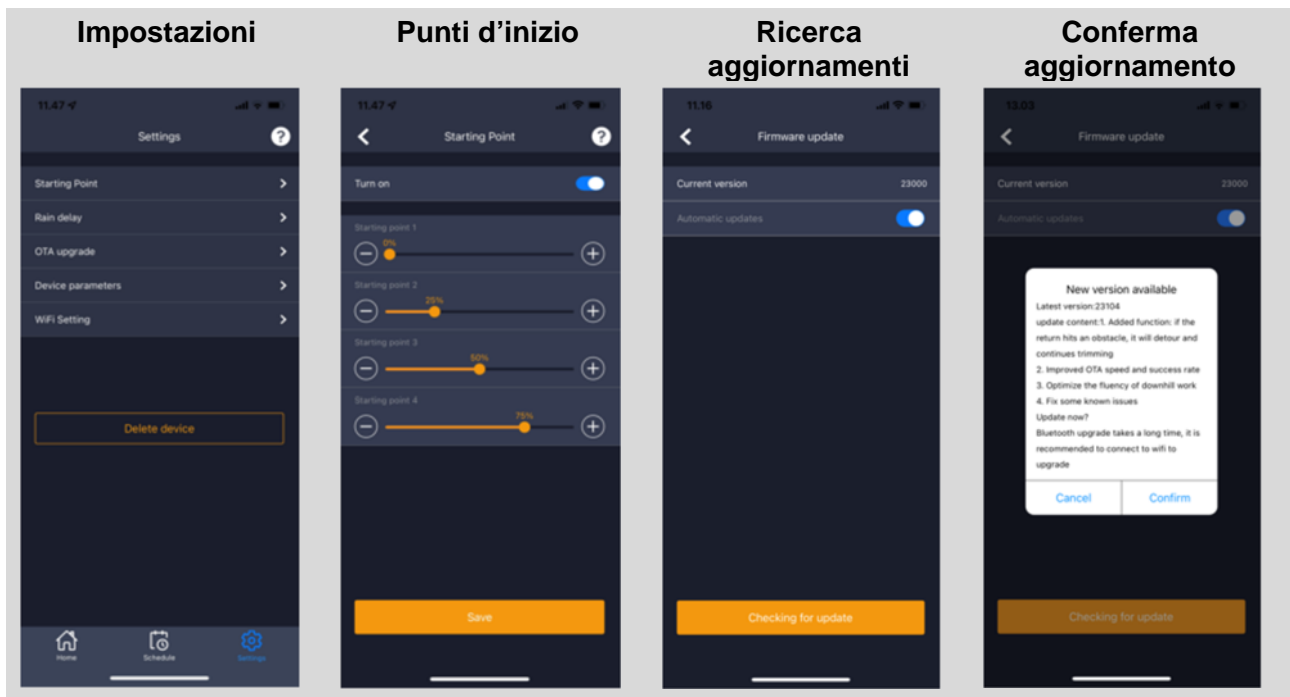 Impostazioni
11.47
Settings
?
Starting Point
Rain delay
OTA upgrade
Device parameters
WiFi Setting
Delete device
Home
Schedule
Settings
Punti d'inizio
11.47
Starting Point
?
Turn on
Starting point 1
0%
Starting point 2
25%
Starting point 3
50%
Starting point 4
75%
Save
Ricerca
aggiornamenti
11.16
Firmware update
Current version 23000
Automatic updates
Checking for update
Conferma
aggiornamento
13.03
Firmware update
Current version 23000
Automatic updates
New version available
Latest version:23104
update content:1. Added function: if the
return hits an obstacle, it will detour and
continues trimming
2. Improved OTA speed and success rate
3. Optimize the fluency of downhill work
4. Fix some known issues
Update now?
Bluetooth upgrade takes a long time, it is
recommended to connect to wifi to
upgrade
Cancel Confirm
Checking for update